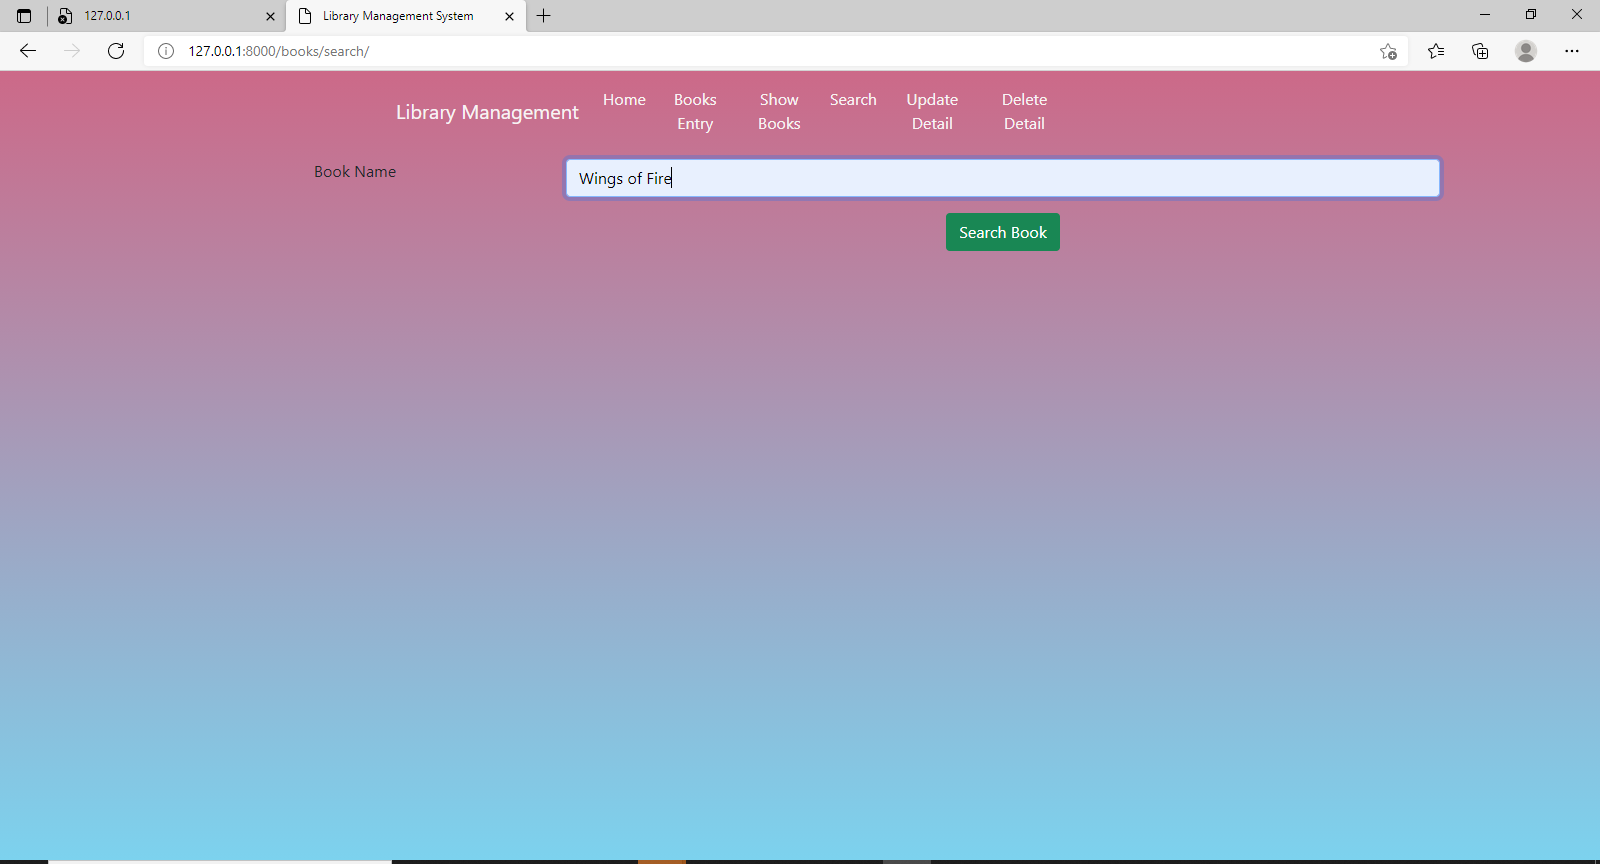 127.0.0.1
Library Management System
127.0.0.1:8000/books/search/
Library Management
Home
Books
Entry
Show
Books
Search
Update
Detail
Delete
Detail
Book Name
Wings of Fire
Search Book